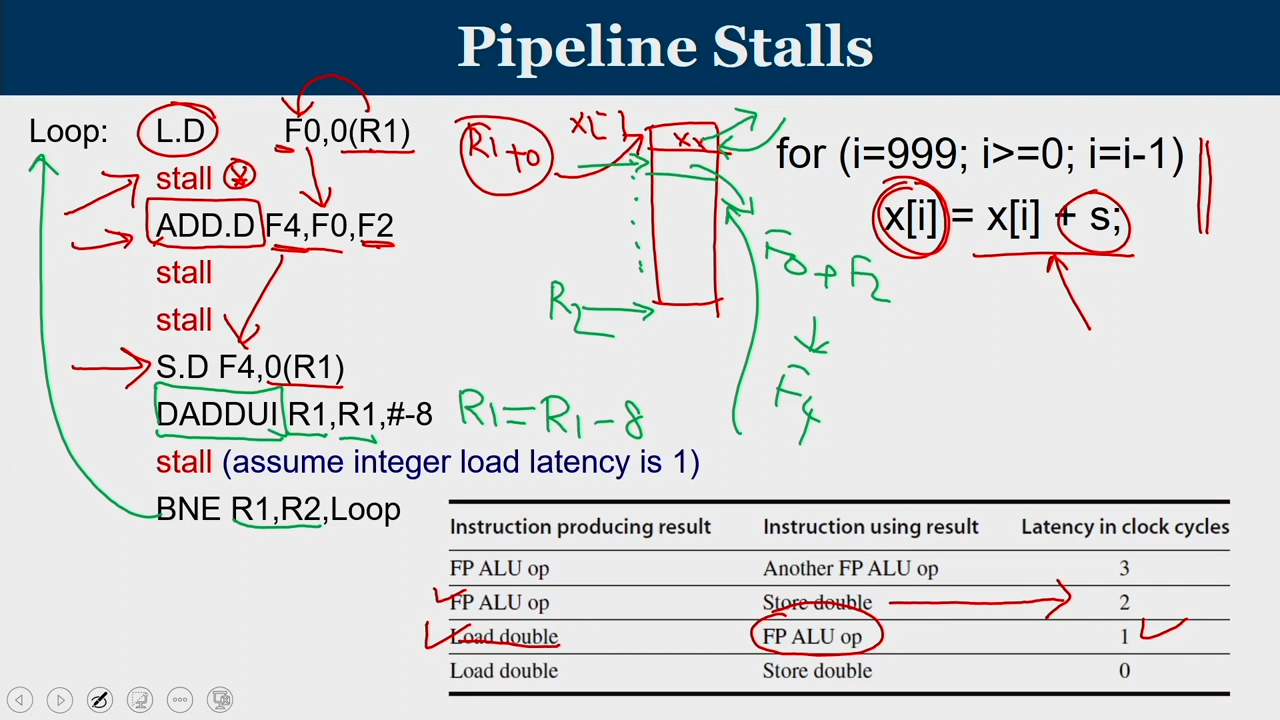 Pipeline Stalls
Loop: L.D F0,0(R1)
stall
ADD.D F4,F0,F2
stall
stall
S.D F4,0(R1)
DADDUI R1,R1,#-8
stall (assume integer load latency is 1)
BNE R1,R2,Loop
R1+0
x[ ]
xx
R2
R1=R1-8
for (i=999; i>=0; i=i-1)
x[i] = x[i] + s;
F0+F2
F4
Instruction producing result Instruction using result Latency in clock cycles
FP ALU op Another FP ALU op 3
FP ALU op Store double 2
Load double FP ALU op 1
Load double Store double 0